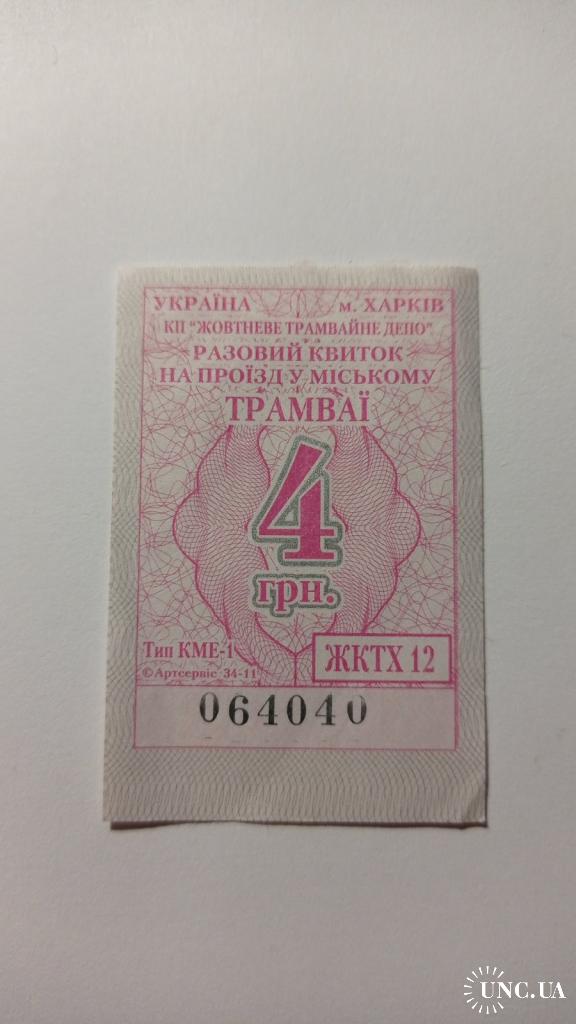 УКРАЇНА м. ХАРКІВ
КП "ЖОВТНЕВЕ ТРАМВАЙНЕ ДЕПО"
РАЗОВИЙ КВИТОК
НА ПРОЇЗД У МІСЬКОМУ
ТРАМВАЇ
4
грн.
Тип КМЕ-1
ЖКТХ 12
© Артсервіс 34-11
064040
UNC.UA